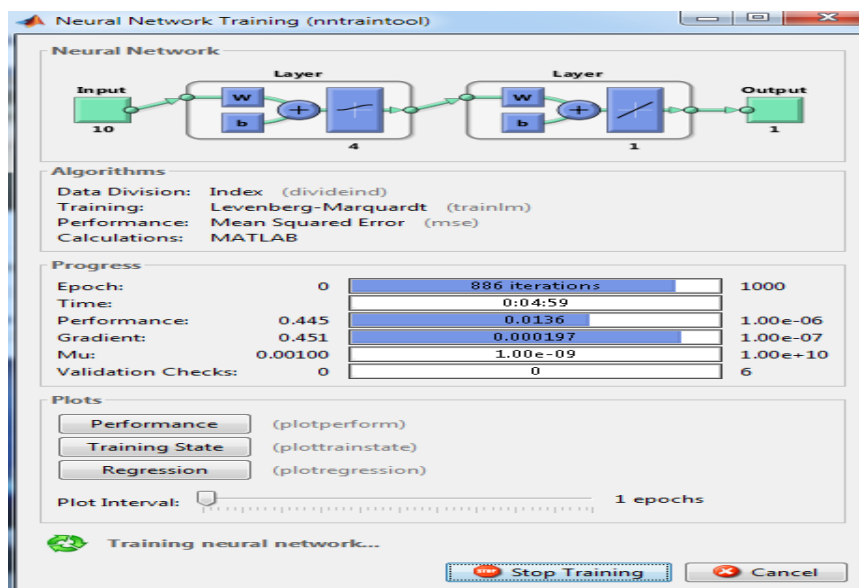 Neural Network Training (nntraintool)
Neural Network
Layer Layer
Input Output
W W
b b
10 4 1 1
Algorithms
Data Division: Index (divideind)
Training: Levenberg-Marquardt (trainlm)
Performance: Mean Squared Error (mse)
Calculations: MATLAB
Progress
Epoch: 0 886 iterations 1000
Time: 0:04:59
Performance: 0.445 0.0136 1.00e-06
Gradient: 0.451 0.000197 1.00e-07
Mu: 0.00100 1.00e-09 1.00e+10
Validation Checks: 0 0 6
Plots
Performance (plotperform)
Training State (plottrainstate)
Regression (plotregression)
Plot Interval: 1 epochs
Training neural network...
STOP Stop Training Cancel